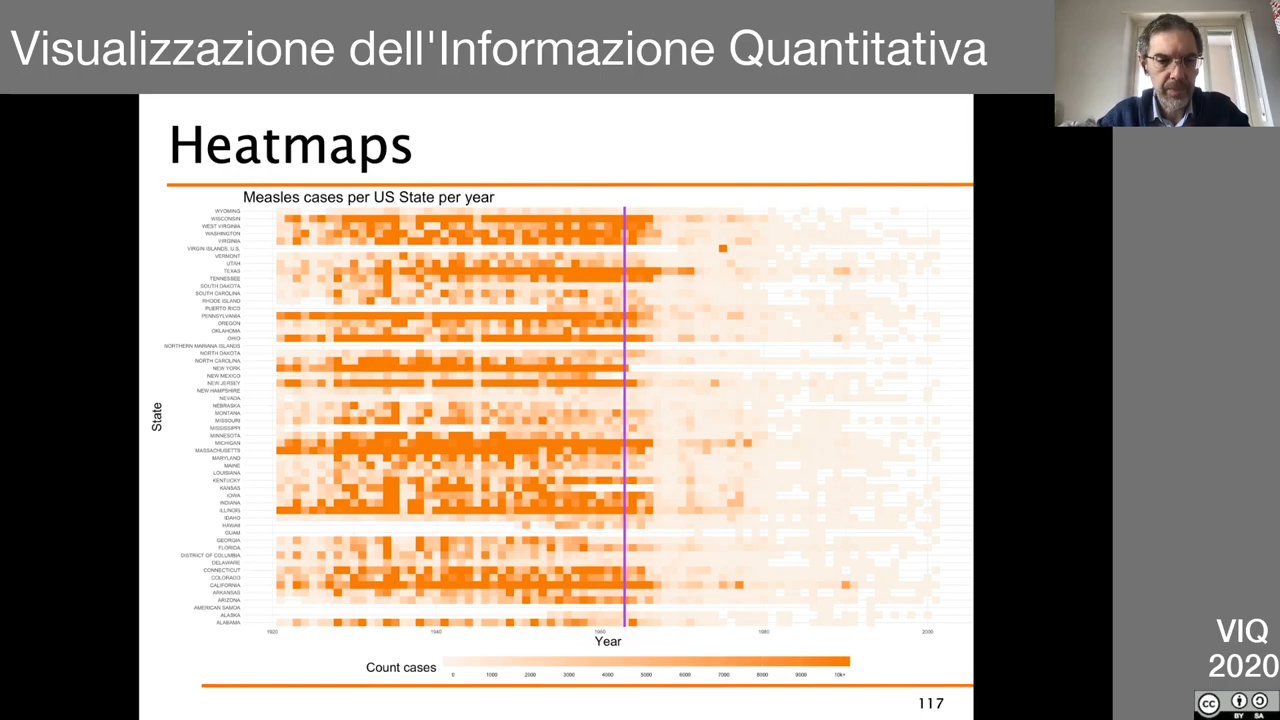 Visualizzazione dell'Informazione Quantitativa
Heatmaps
Measles cases per US State per year
WYOMING
WISCONSIN
WEST VIRGINIA
WASHINGTON
VIRGINIA
VIRGIN ISLANDS, U.S.
VERMONT
UTAH
TEXAS
TENNESSEE
SOUTH DAKOTA
SOUTH CAROLINA
RHODE ISLAND
PUERTO RICO
PENNSYLVANIA
OREGON
OKLAHOMA
OHIO
NORTHERN MARIANA ISLANDS
NORTH DAKOTA
NORTH CAROLINA
NEW YORK
NEW MEXICO
NEW JERSEY
NEW HAMPSHIRE
NEVADA
NEBRASKA
MONTANA
MISSOURI
MISSISSIPPI
MINNESOTA
MICHIGAN
MASSACHUSETTS
MARYLAND
MAINE
LOUISIANA
KENTUCKY
KANSAS
IOWA
INDIANA
ILLINOIS
IDAHO
HAWAII
GUAM
GEORGIA
FLORIDA
DISTRICT OF COLUMBIA
DELAWARE
CONNECTICUT
COLORADO
CALIFORNIA
ARKANSAS
ARIZONA
AMERICAN SAMOA
ALASKA
ALABAMA
State
1920 1940 1960 1980 2000
Year
Count cases
0 1000 2000 3000 4000 5000 6000 7000 8000 9000 10k+
117
VIQ
2020
cc BY SA